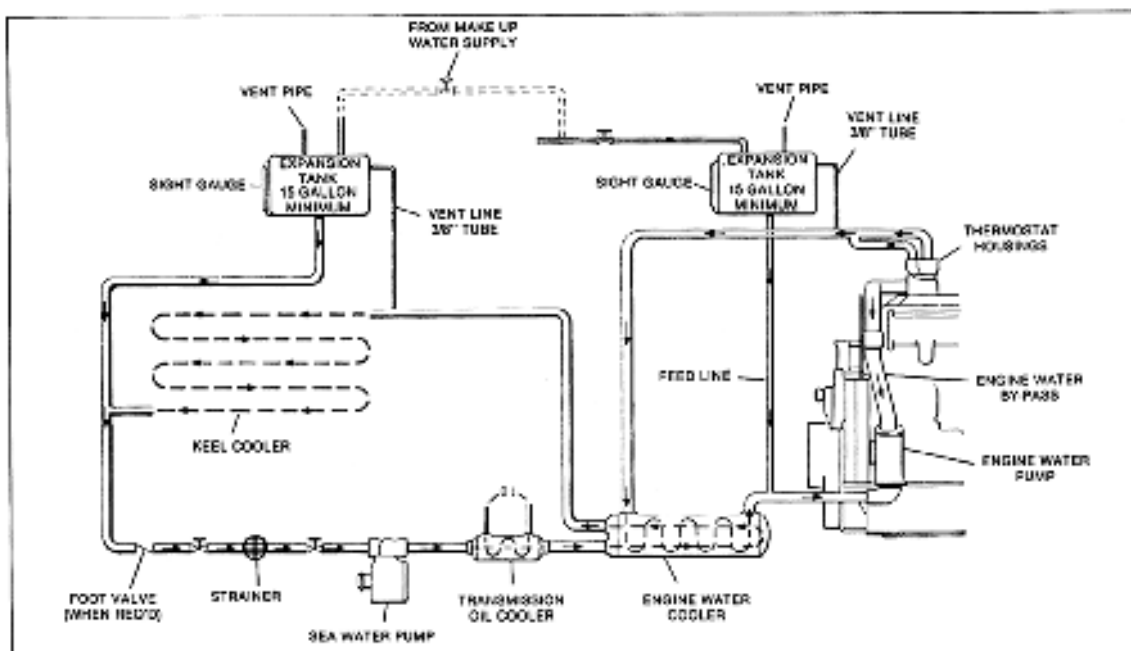 FROM MAKE UP
WATER SUPPLY
VENT PIPE
VENT PIPE
VENT LINE
3/8" TUBE
EXPANSION
TANK
15 GALLON
MINIMUM
SIGHT GAUGE
EXPANSION
TANK
15 GALLON
MINIMUM
SIGHT GAUGE
VENT LINE
3/8" TUBE
THERMOSTAT
HOUSINGS
FEED LINE
ENGINE WATER
BY-PASS
KEEL COOLER
ENGINE WATER
PUMP
FOOT VALVE
(WHEN REQ'D)
STRAINER
SEA WATER PUMP
TRANSMISSION
OIL COOLER
ENGINE WATER
COOLER